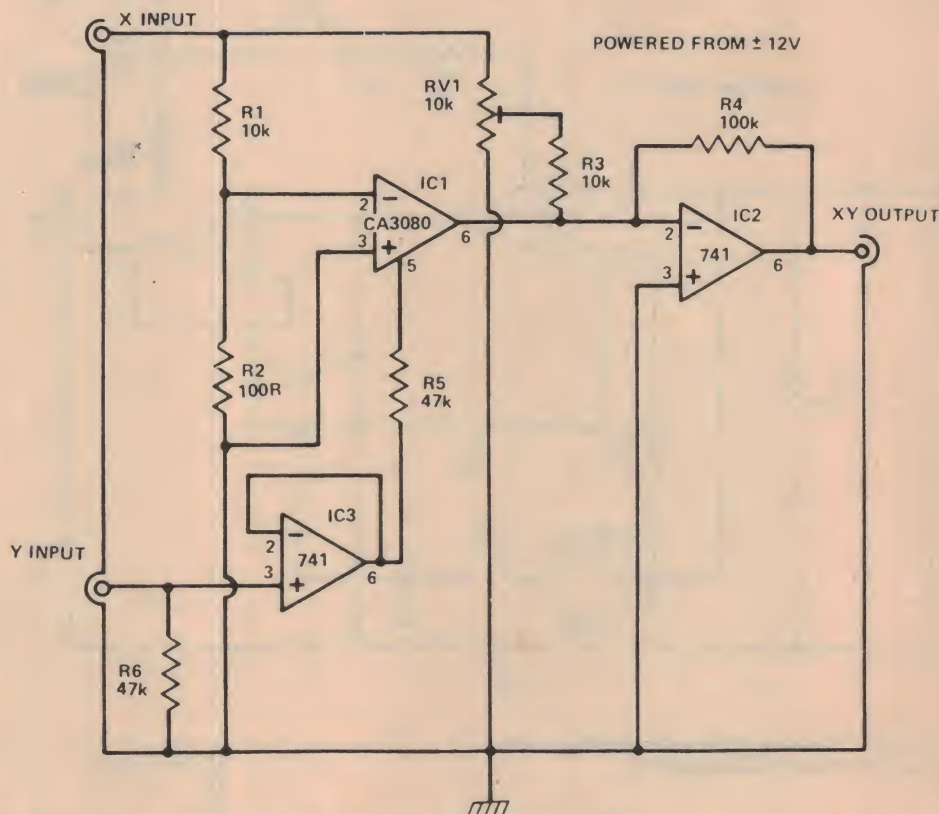 X INPUT
POWERED FROM ± 12V
R1
10k
RV1
10k
R4
100k
R3
10k
IC1
2
−
CA3080
3
+
5
6
IC2
2
−
741
3
+
6
XY OUTPUT
R2
100R
R5
47k
IC3
2
−
741
3
+
6
Y INPUT
R6
47k